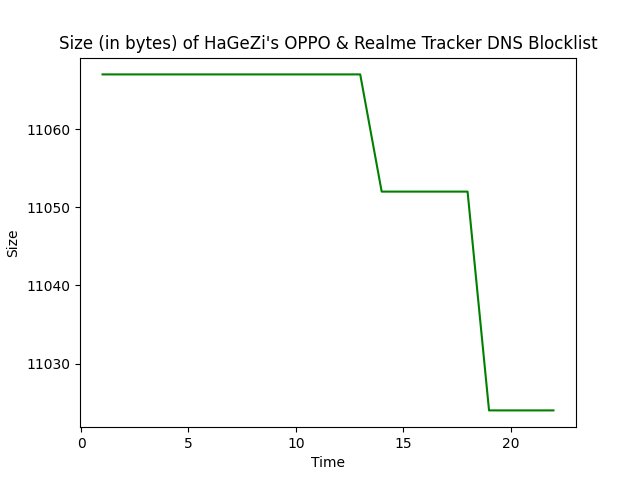 Size (in bytes) of HaGeZi's OPPO & Realme Tracker DNS Blocklist
11060
11050
11040
11030
Size
0 5 10 15 20
Time